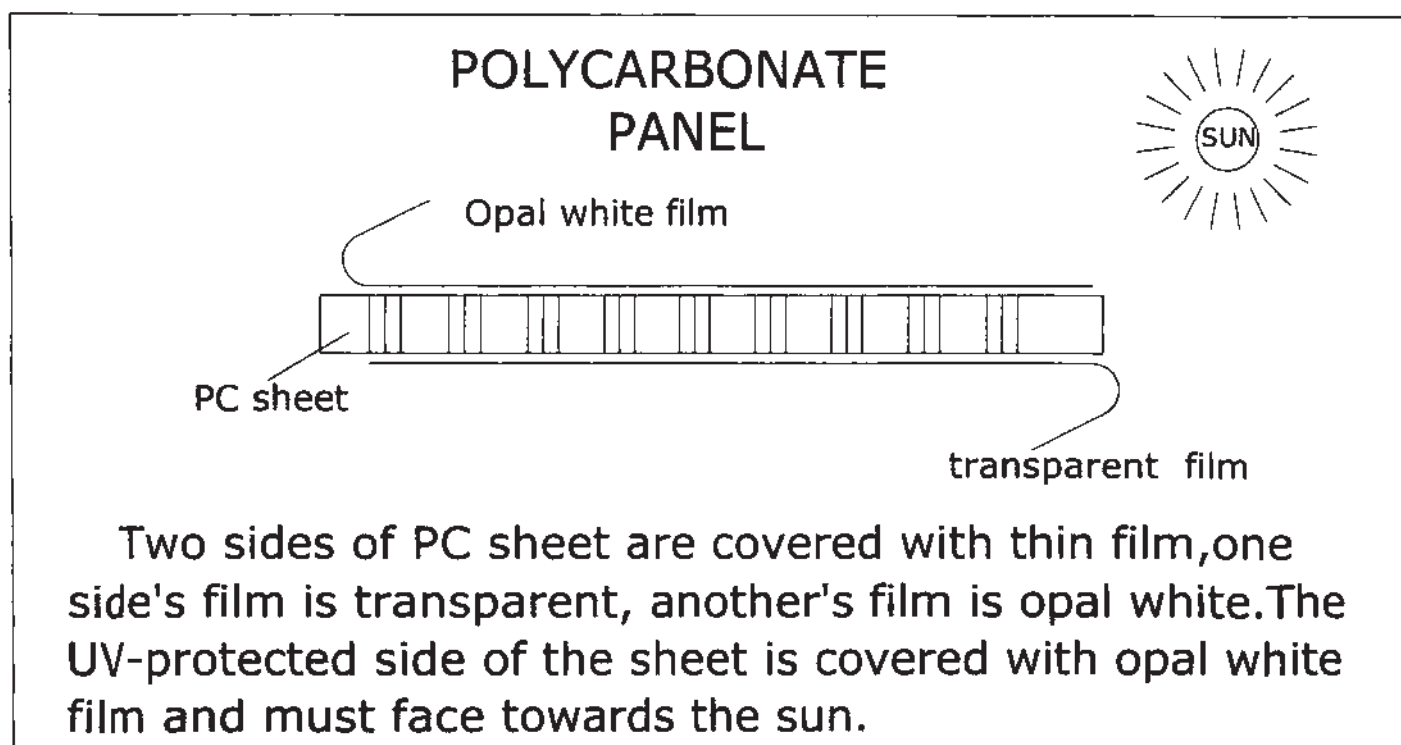 POLYCARBONATE
PANEL
SUN
Opal white film
PC sheet
transparent film
Two sides of PC sheet are covered with thin film,one
side's film is transparent, another's film is opal white.The
UV-protected side of the sheet is covered with opal white
film and must face towards the sun.